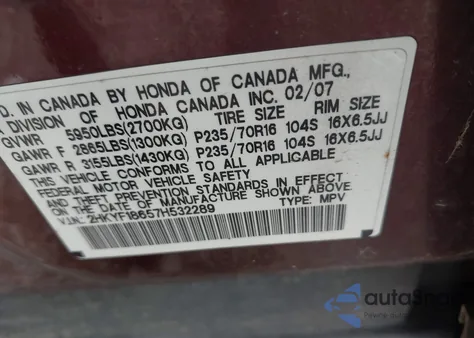 D. IN CANADA BY HONDA OF CANADA MFG.,
A DIVISION OF HONDA CANADA INC. 02/07
GVWR 5950LBS(2700KG) TIRE SIZE RIM SIZE
GAWR F 2865LBS(1300KG) P235/70R16 104S 16X6.5JJ
GAWR R 3155LBS(1430KG) P235/70R16 104S 16X6.5JJ
THIS VEHICLE CONFORMS TO ALL APPLICABLE
FEDERAL MOTOR VEHICLE SAFETY
AND THEFT PREVENTION STANDARDS IN EFFECT
ON THE DATE OF MANUFACTURE SHOWN ABOVE.
V.I.N.: 2HKYF18657H532289 TYPE: MPV